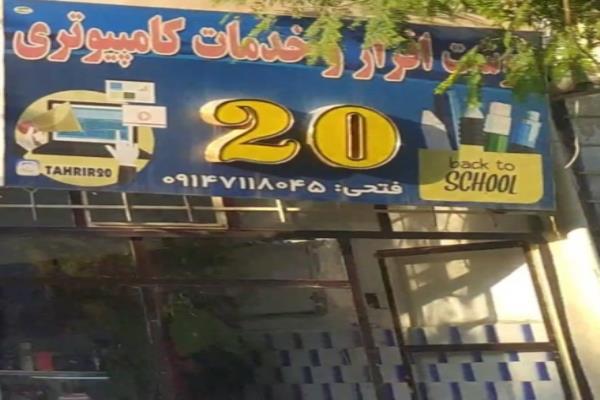 افزار و خدمات کامپیوتری
20
TAHRIR20
back to
SCHOOL
فتحی: ۰۹۱۴۷۱۱۸۰۴۵